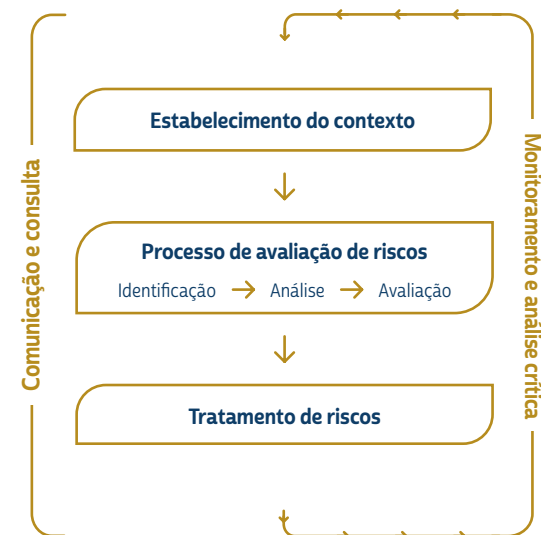 Comunicação e consulta
Estabelecimento do contexto
Processo de avaliação de riscos
Identificação → Análise → Avaliação
Tratamento de riscos
Monitoramento e análise crítica